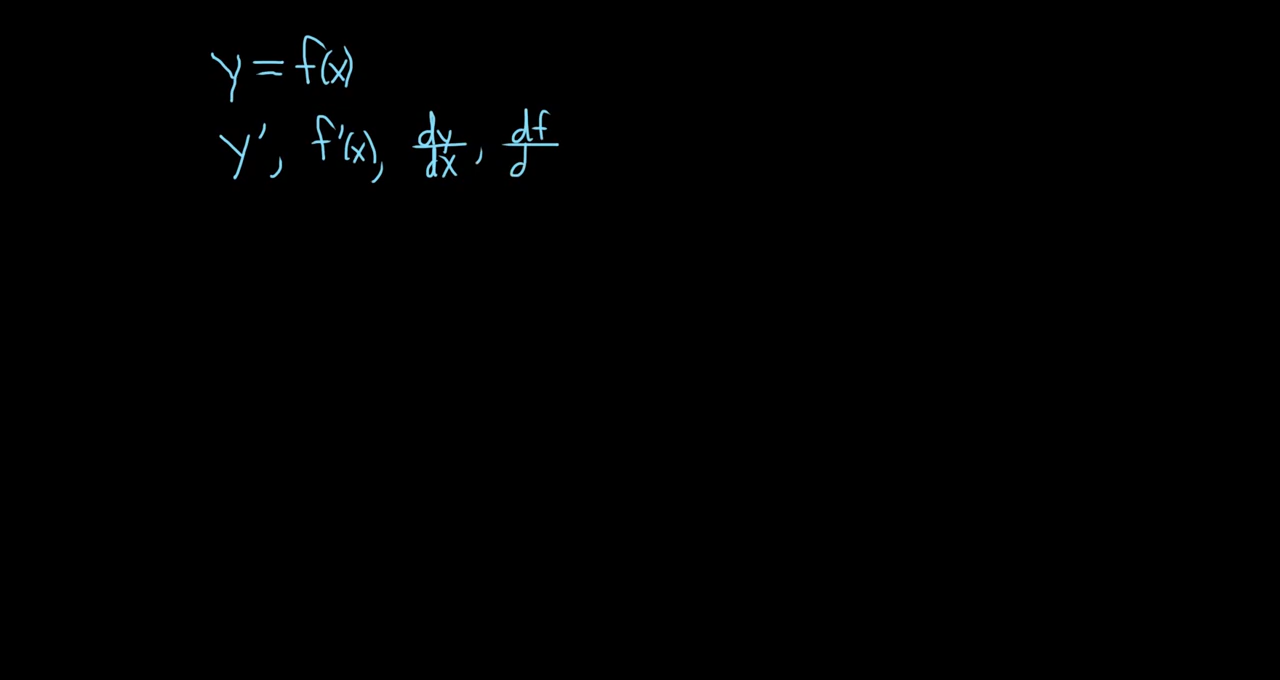 y = f(x)
y', f'(x), dy/dx, df/d